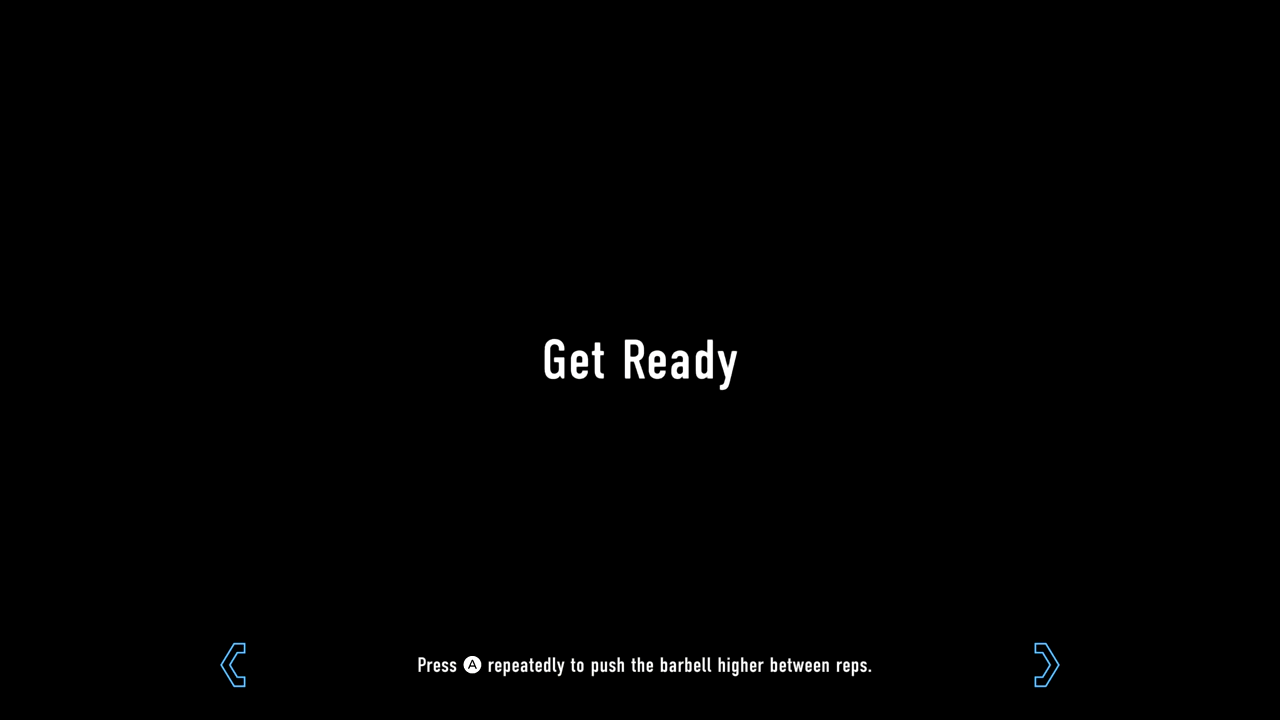 Get Ready
Press Ⓐ repeatedly to push the barbell higher between reps.